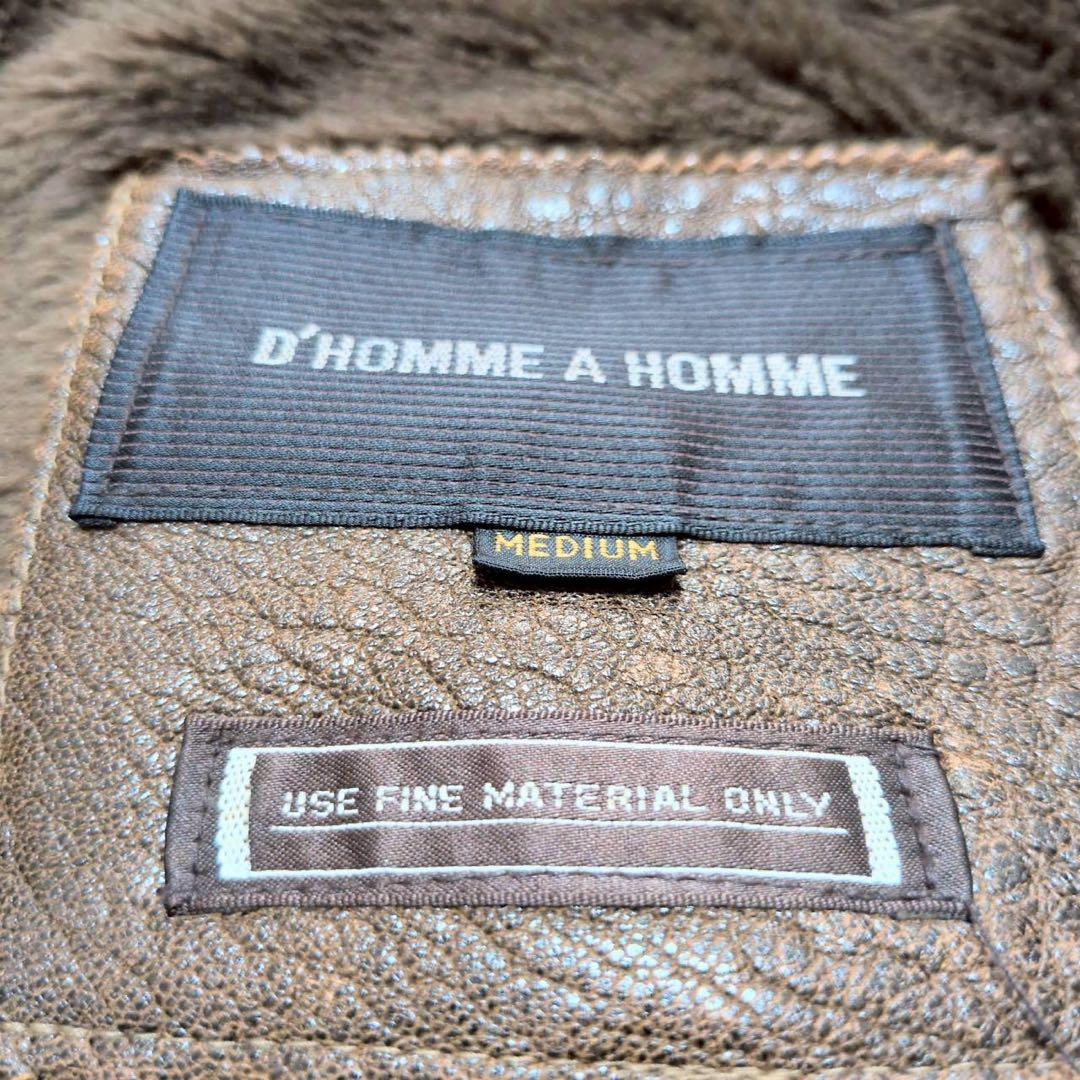 D'HOMME A HOMME
MEDIUM
USE FINE MATERIAL ONLY